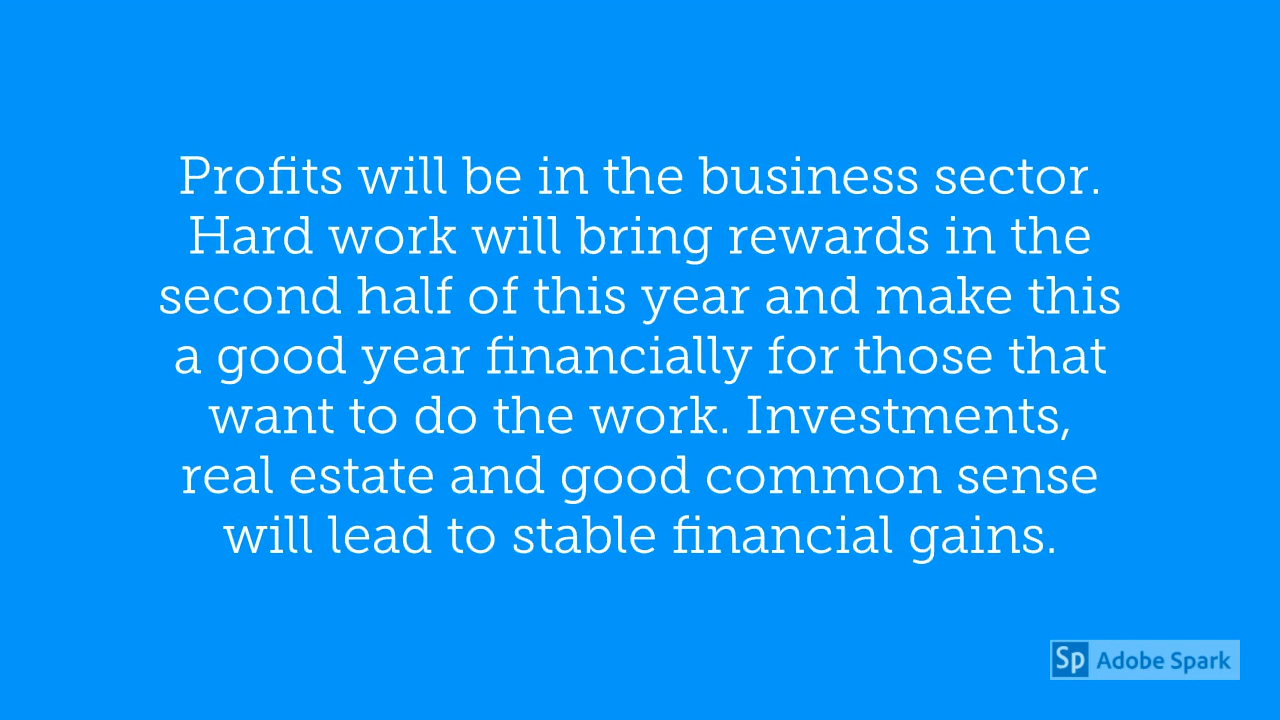 Profits will be in the business sector.
Hard work will bring rewards in the
second half of this year and make this
a good year financially for those that
want to do the work. Investments,
real estate and good common sense
will lead to stable financial gains.
Sp Adobe Spark